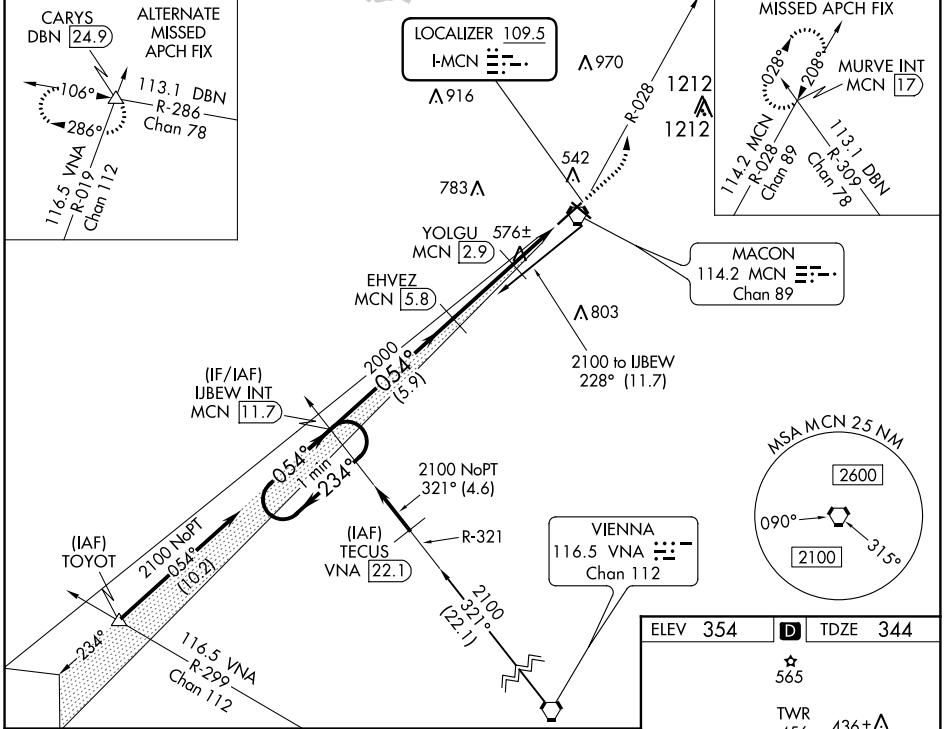 CARYS
DBN 24.9
ALTERNATE
MISSED
APCH FIX
106°
286°
113.1 DBN
R-286
Chan 78
116.5 VNA
R-019
Chan 112
LOCALIZER 109.5
I-MCN
916
970
R-028
1212
1212
MISSED APCH FIX
028°
208°
MURVE INT
MCN 17
114.2 MCN
R-028
Chan 89
113.1 DBN
R-309
Chan 78
542
783
YOLGU
MCN 2.9
576±
EHVEZ
MCN 5.8
MACON
114.2 MCN
Chan 89
803
2100 to IJBEW
228° (11.7)
2000
054°
(5.9)
(IF/IAF)
IJBEW INT
MCN 11.7
054°
1 min
234°
2100 NoPT
321° (4.6)
R-321
(IAF)
TECUS
VNA 22.1
2100
321°
(22.1)
(IAF)
TOYOT
2100 NoPT
054°
(10.2)
234°
116.5 VNA
R-299
Chan 112
VIENNA
116.5 VNA
Chan 112
MSA MCN 25 NM
2600
090°
315°
2100
ELEV 354 D TDZE 344
565
TWR
436±